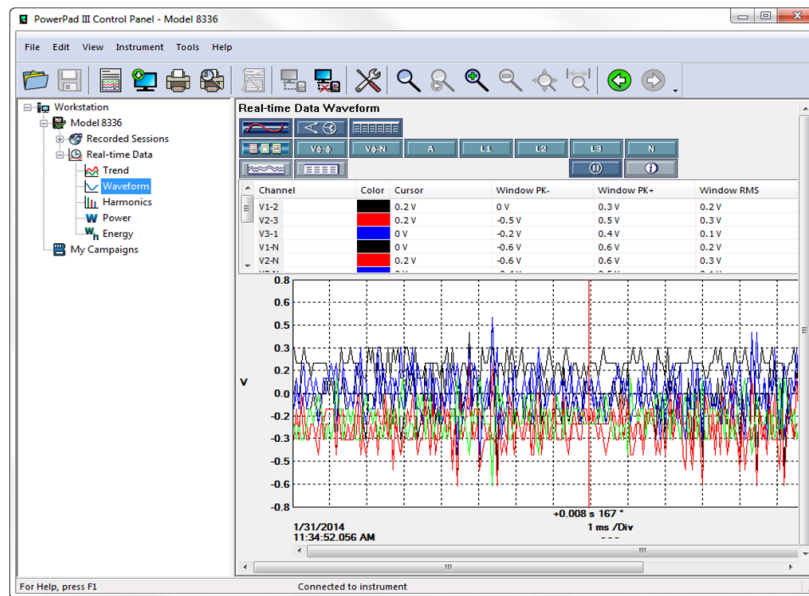 PowerPad III Control Panel - Model 8336
File Edit View Instrument Tools Help
Workstation
Model 8336
Recorded Sessions
Real-time Data
Trend
Waveform
Harmonics
W Power
Wh Energy
My Campaigns
Real-time Data Waveform
Vϕ-ϕ Vϕ-N A L1 L2 L3 N
Channel Color Cursor Window PK- Window PK+ Window RMS
V1-2 0.2 V 0 V 0.3 V 0.2 V
V2-3 0.2 V -0.5 V 0.5 V 0.3 V
V3-1 0 V -0.2 V 0.4 V 0.1 V
V1-N 0 V -0.6 V 0.6 V 0.2 V
V2-N 0.2 V -0.6 V 0.6 V 0.3 V
0.8
0.6
0.5
0.3
0.2
V
0.0
-0.2
-0.3
-0.5
-0.6
-0.8
+0.008 s 167 °
1/31/2014 1 ms /Div
11:34:52.056 AM - - -
For Help, press F1 Connected to instrument